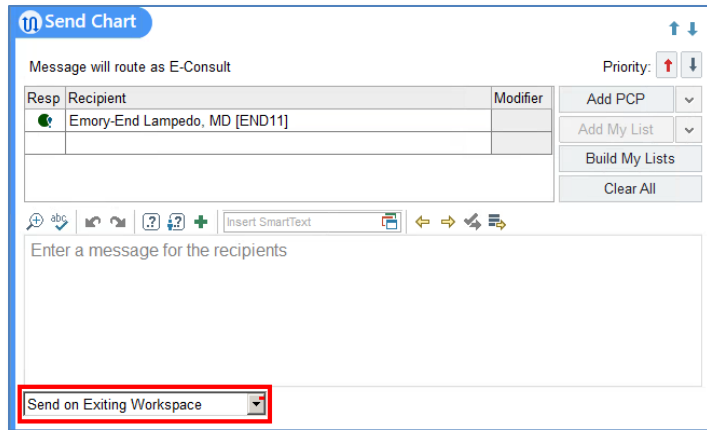 Send Chart
Message will route as E-Consult
Priority:
Resp Recipient Modifier
Emory-End Lampedo, MD [END11]
Add PCP
Add My List
Build My Lists
Clear All
abc
Insert SmartText
Enter a message for the recipients
Send on Exiting Workspace